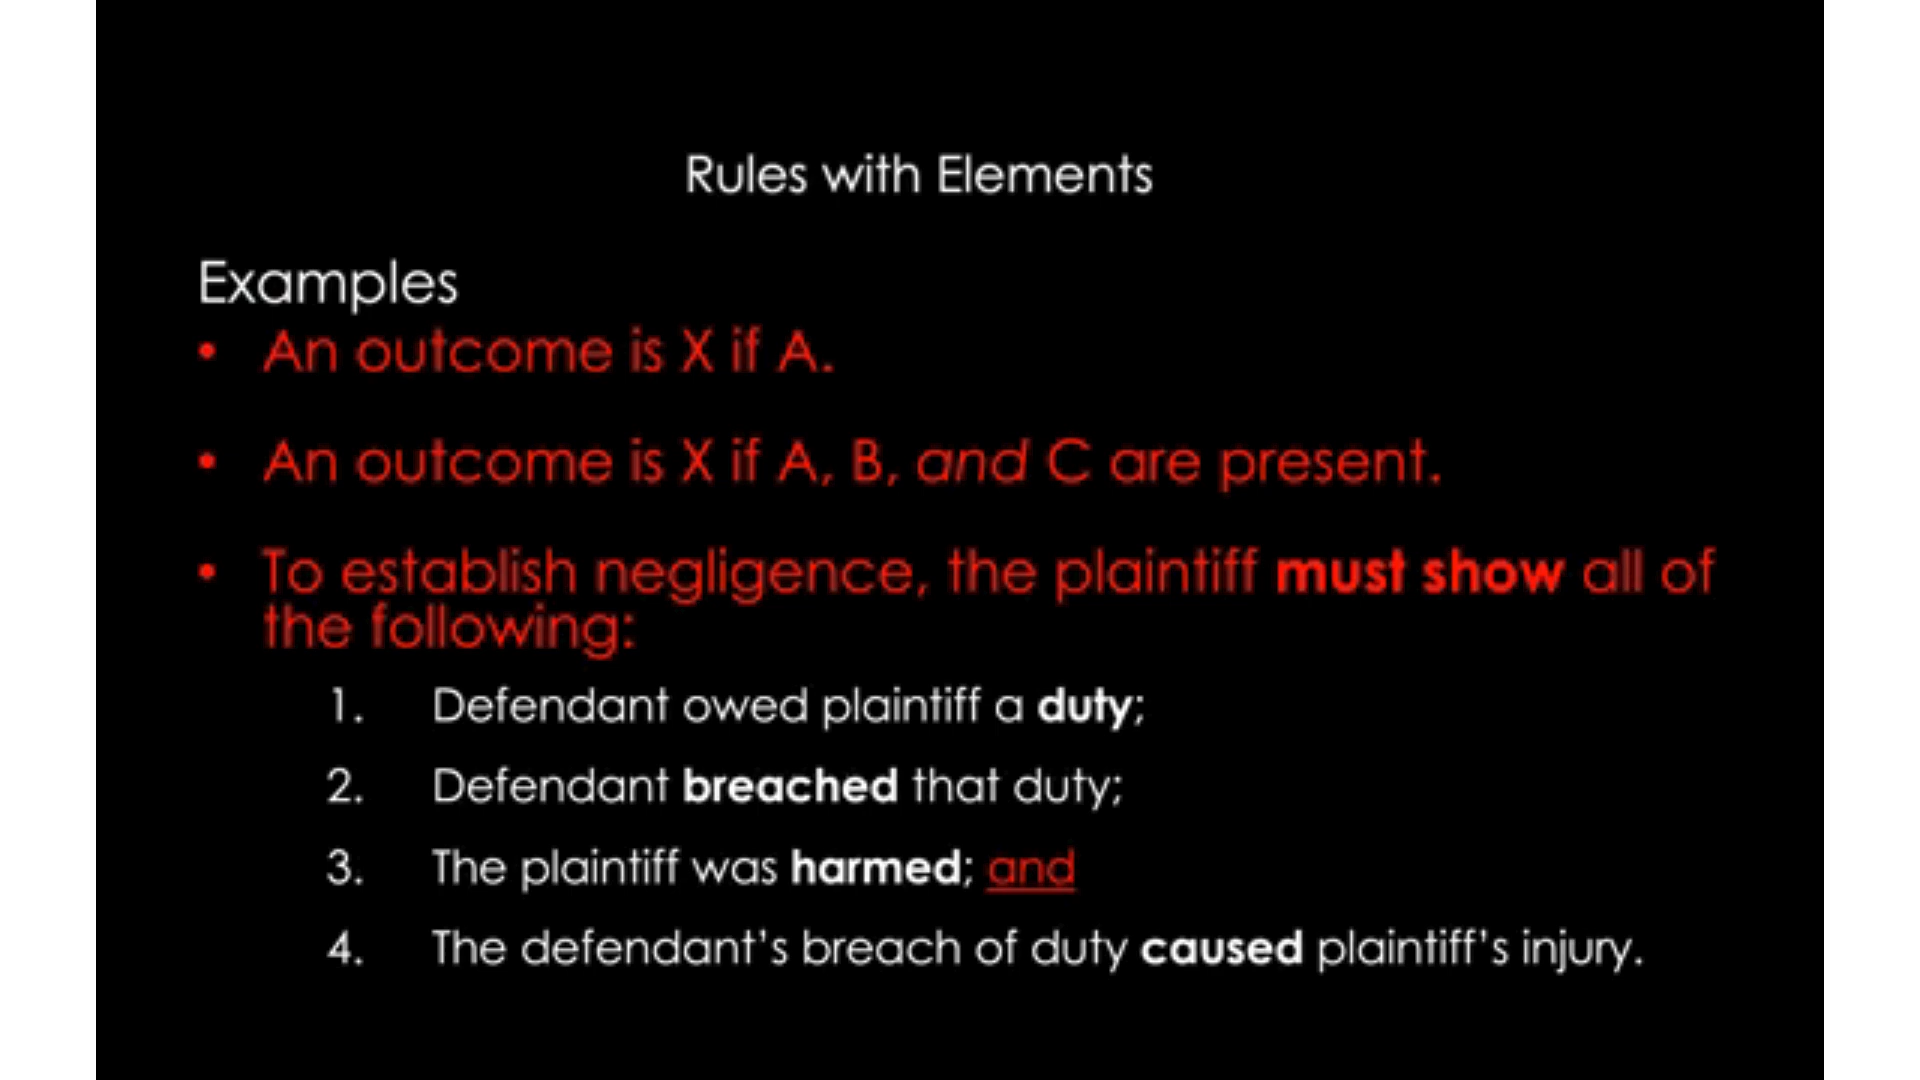 Rules with Elements
Examples
• An outcome is X if A.
• An outcome is X if A, B, and C are present.
• To establish negligence, the plaintiff must show all of
the following:
1. Defendant owed plaintiff a duty;
2. Defendant breached that duty;
3. The plaintiff was harmed; and
4. The defendant’s breach of duty caused plaintiff’s injury.